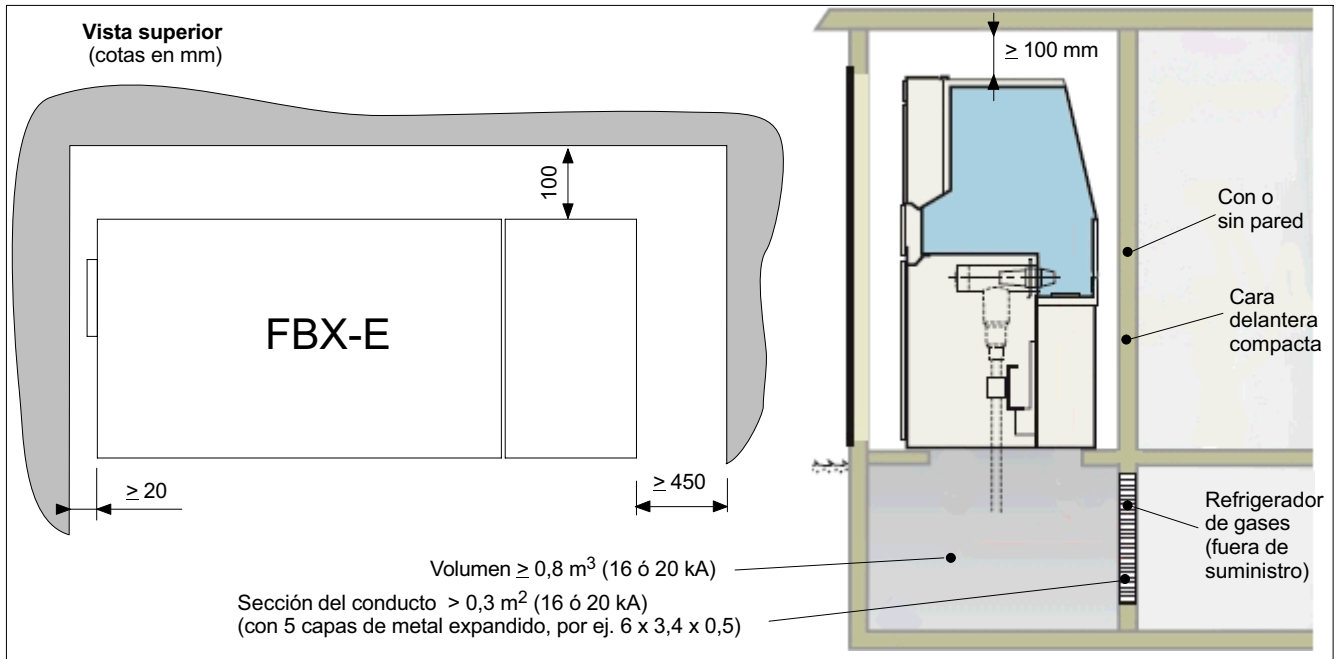 Vista superior
(cotas en mm)
100
FBX-E
≥ 20
≥ 450
≥ 100 mm
Con o
sin pared
Cara
delantera
compacta
Refrigerador
de gases
(fuera de
suministro)
Volumen ≥ 0,8 m³ (16 ó 20 kA)
Sección del conducto > 0,3 m² (16 ó 20 kA)
(con 5 capas de metal expandido, por ej. 6 x 3,4 x 0,5)